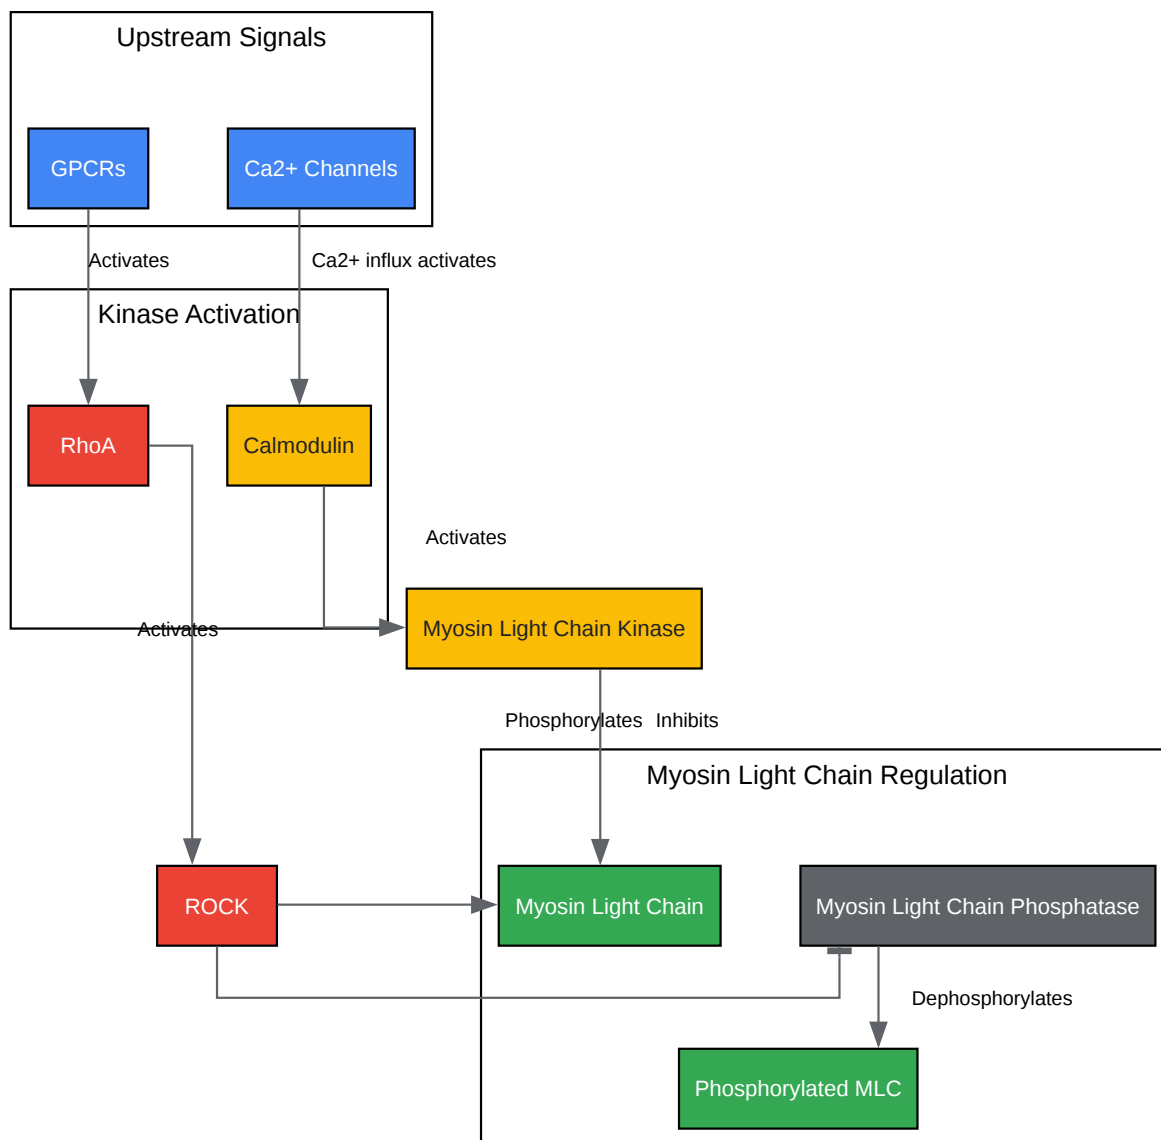 Upstream Signals
GPCRs
Ca2+ Channels
Activates
Ca2+ influx activates
Kinase Activation
RhoA
Calmodulin
Activates
Activates
Myosin Light Chain Kinase
Phosphorylates
Inhibits
Myosin Light Chain Regulation
ROCK
Myosin Light Chain
Myosin Light Chain Phosphatase
Dephosphorylates
Phosphorylated MLC